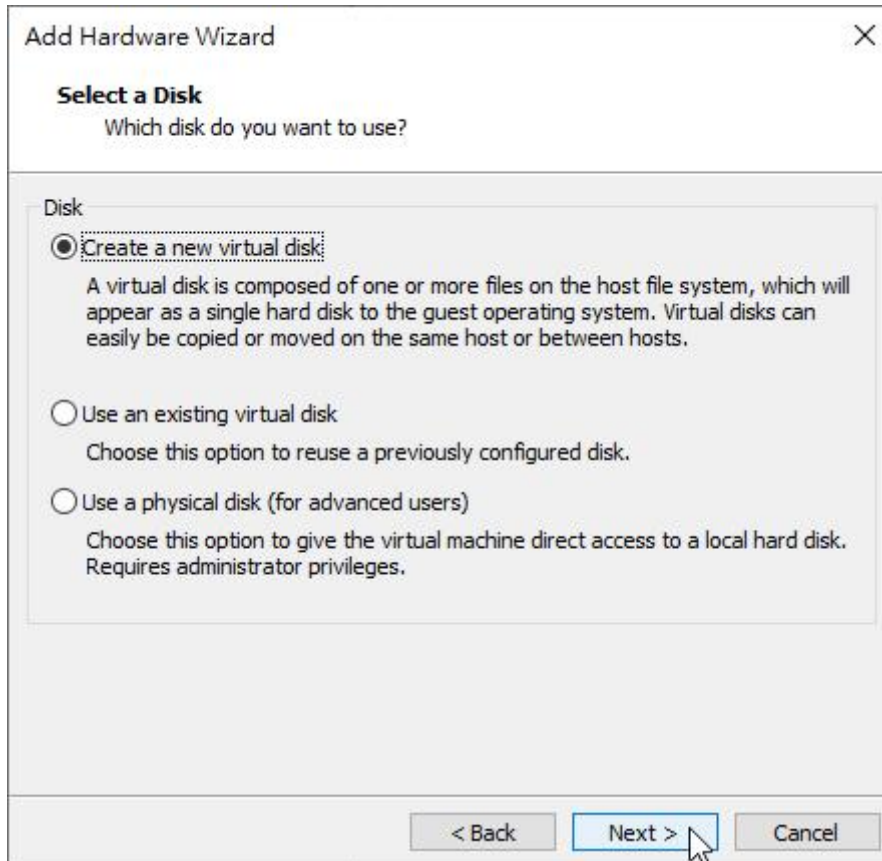 Add Hardware Wizard
Select a Disk
Which disk do you want to use?
Disk
Create a new virtual disk
A virtual disk is composed of one or more files on the host file system, which will
appear as a single hard disk to the guest operating system. Virtual disks can
easily be copied or moved on the same host or between hosts.
Use an existing virtual disk
Choose this option to reuse a previously configured disk.
Use a physical disk (for advanced users)
Choose this option to give the virtual machine direct access to a local hard disk.
Requires administrator privileges.
< Back Next > Cancel